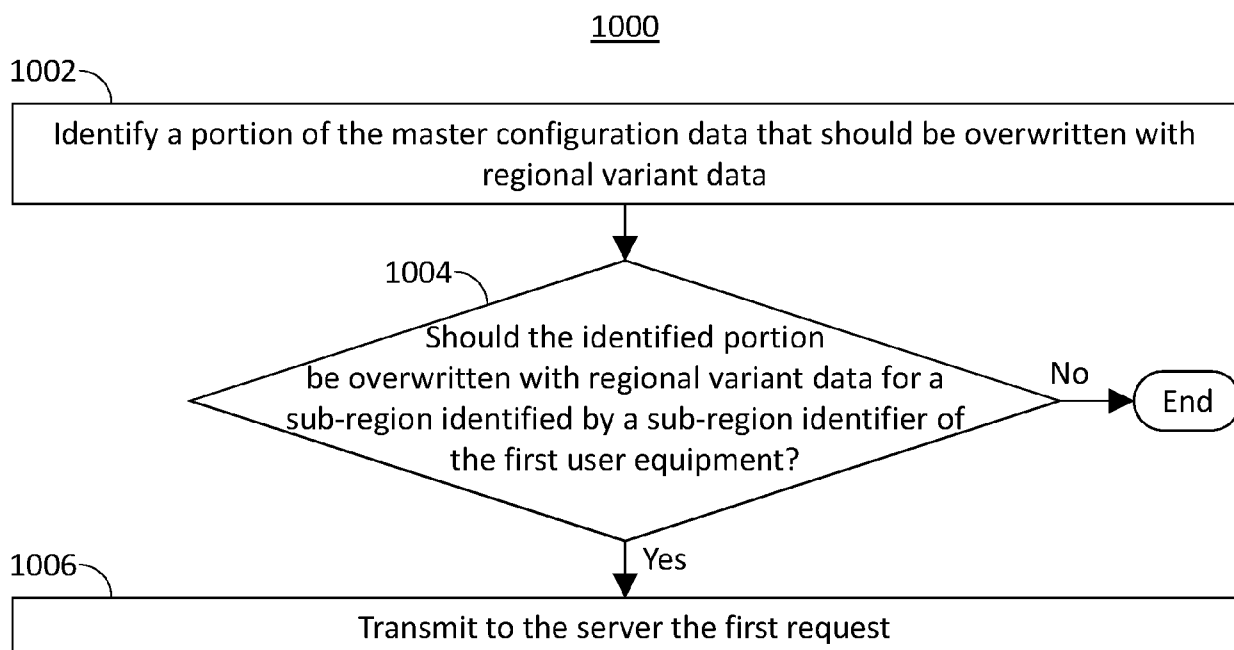 1000
1002
Identify a portion of the master configuration data that should be overwritten with
regional variant data
1004
Should the identified portion
be overwritten with regional variant data for a
sub-region identified by a sub-region identifier of
the first user equipment?
No
End
Yes
1006
Transmit to the server the first request